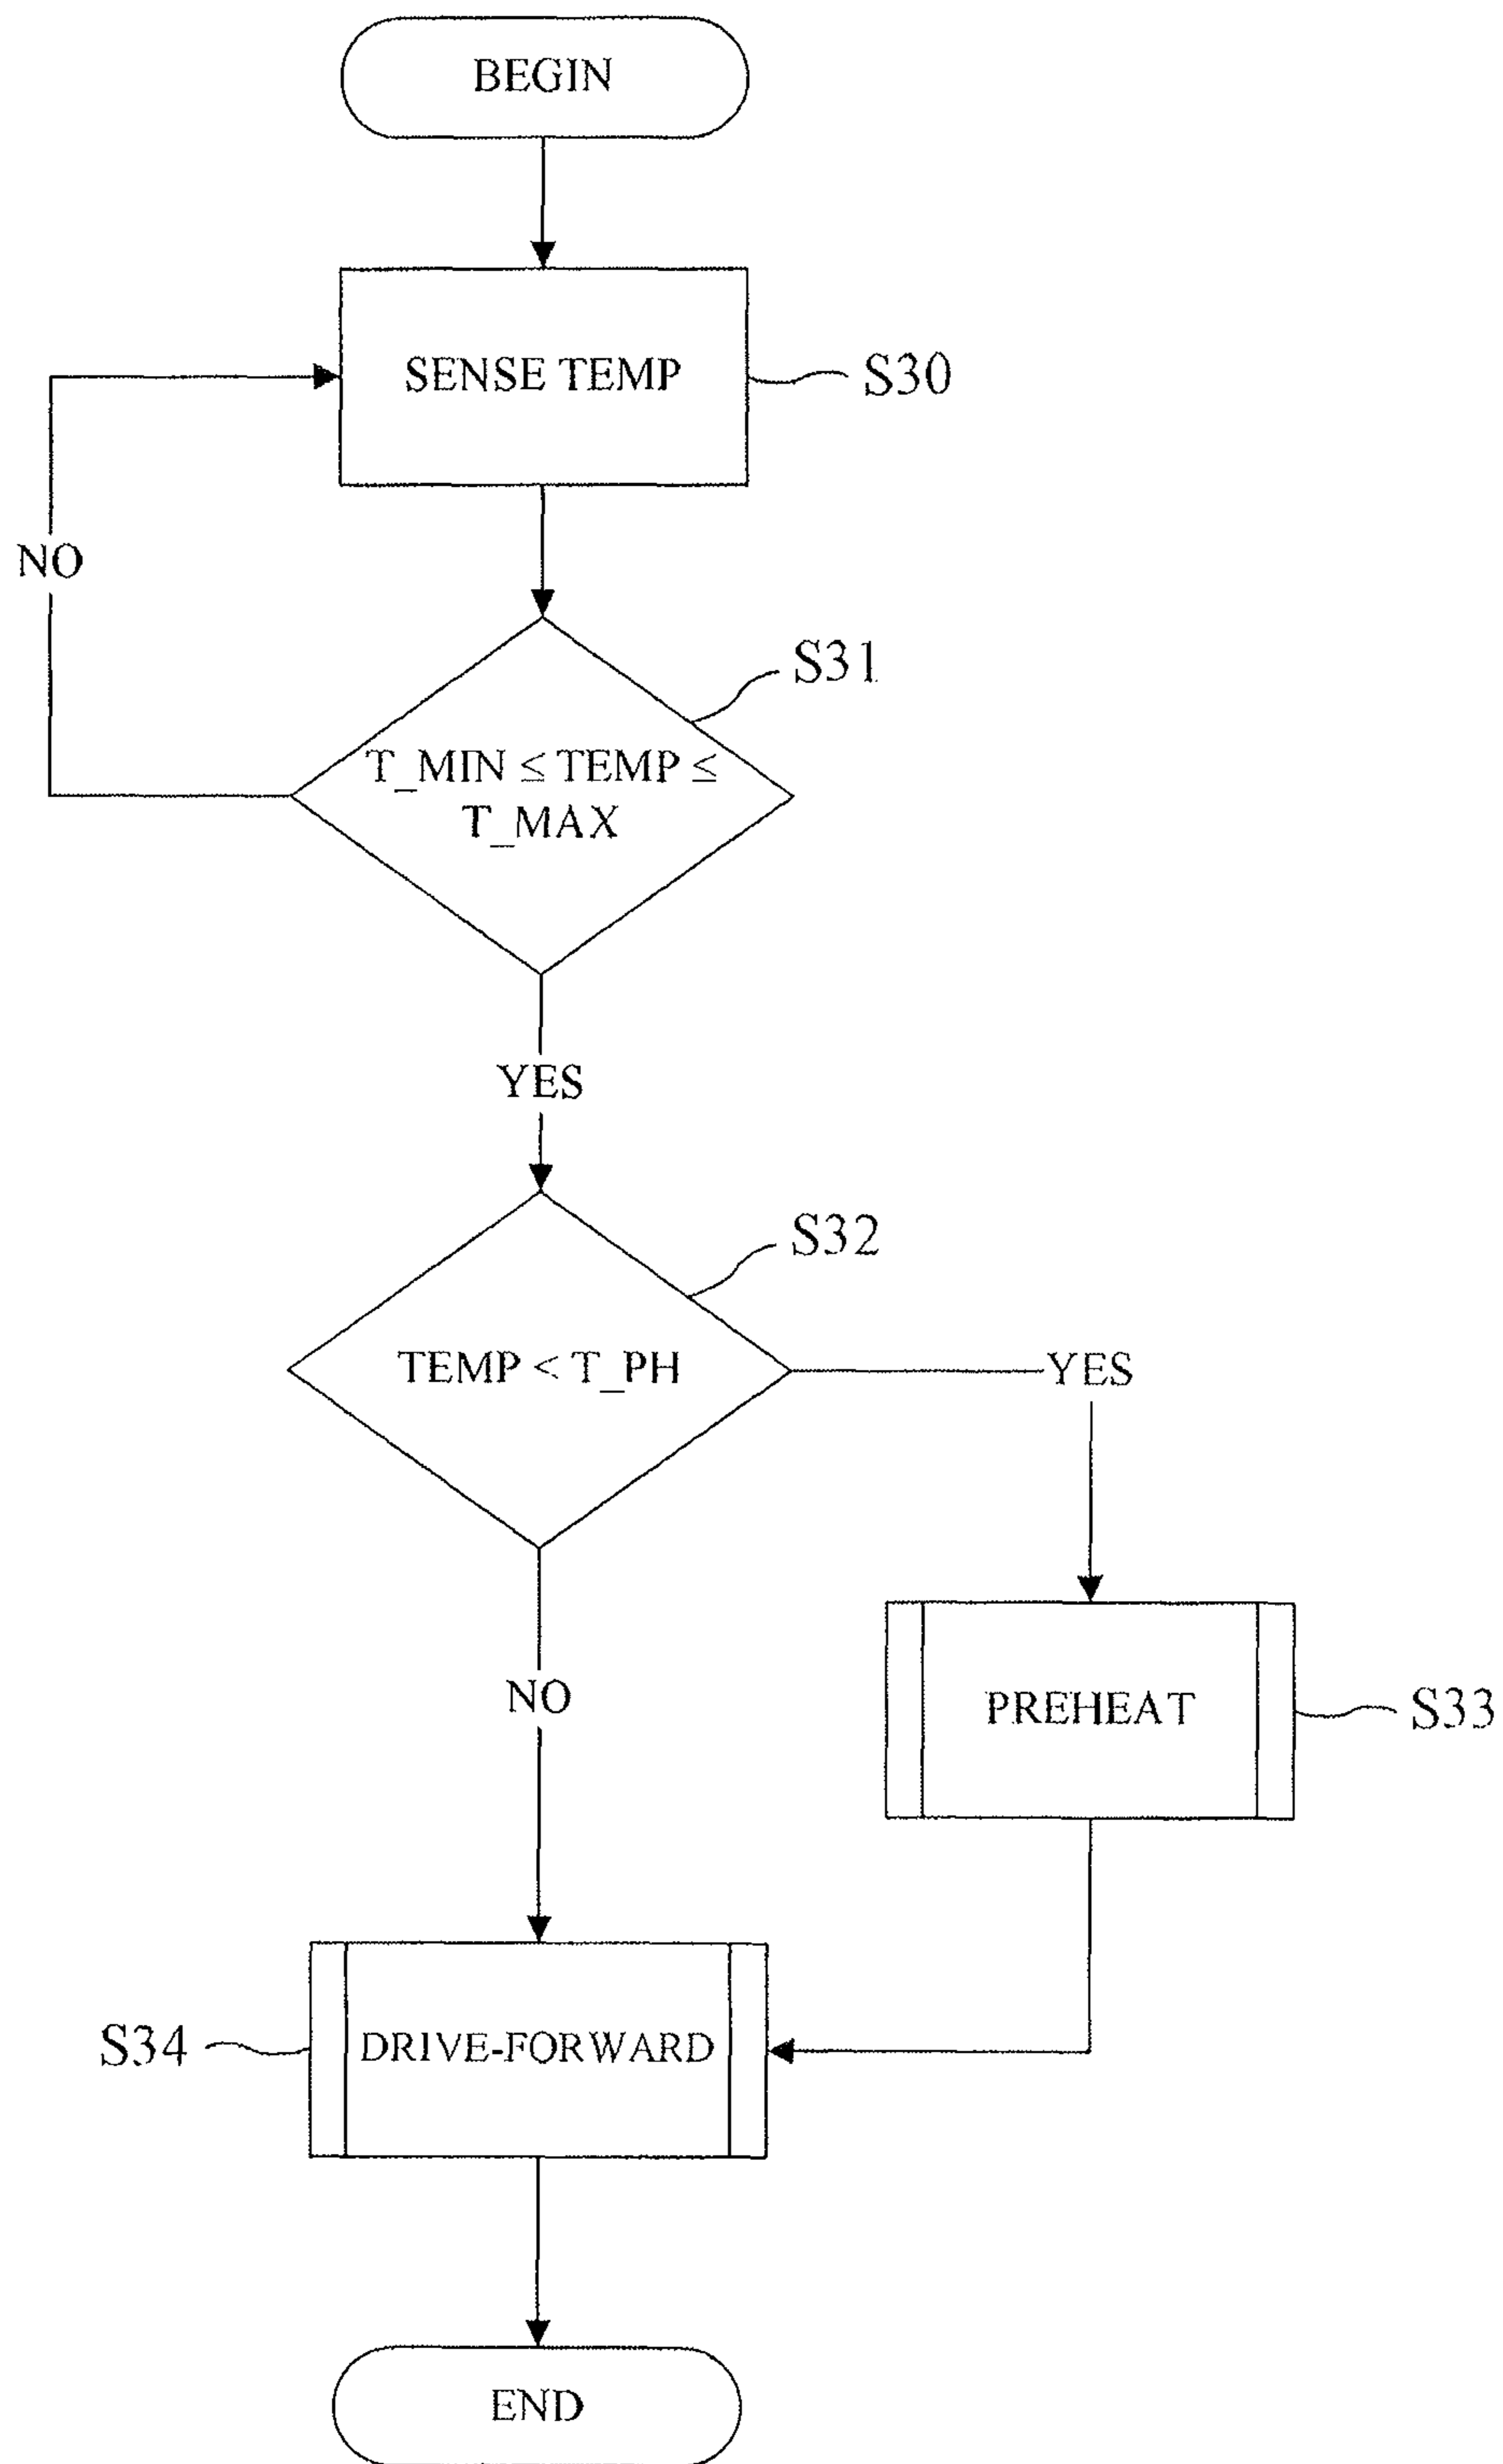 BEGIN
SENSE TEMP
S30
NO
S31
T_MIN ≤ TEMP ≤
T_MAX
YES
S32
TEMP < T_PH
YES
NO
PREHEAT
S33
S34
DRIVE-FORWARD
END